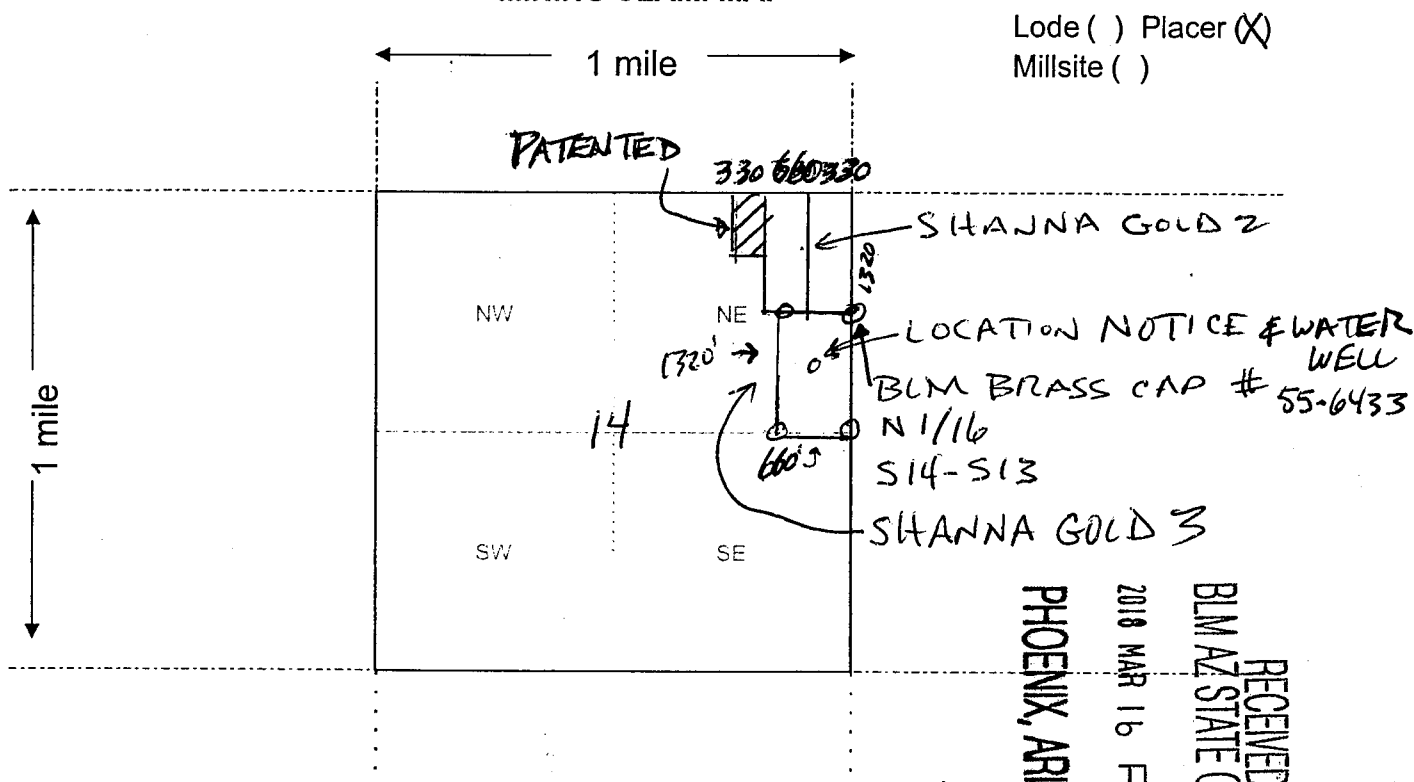 Lode ( ) Placer (X)
Millsite ( )
1 mile
PATENTED
330 660 330
SHANNA GOLD 2
1320
NW
NE
LOCATION NOTICE & WATER
WELL
1320'
BLM BRASS CAP # 55-6433
1 mile
14
N 1/16
660'
S14-S13
SHANNA GOLD 3
SW
SE
RECEIVED
BLM AZ STATE
2018 MAR 16
PHOENIX,